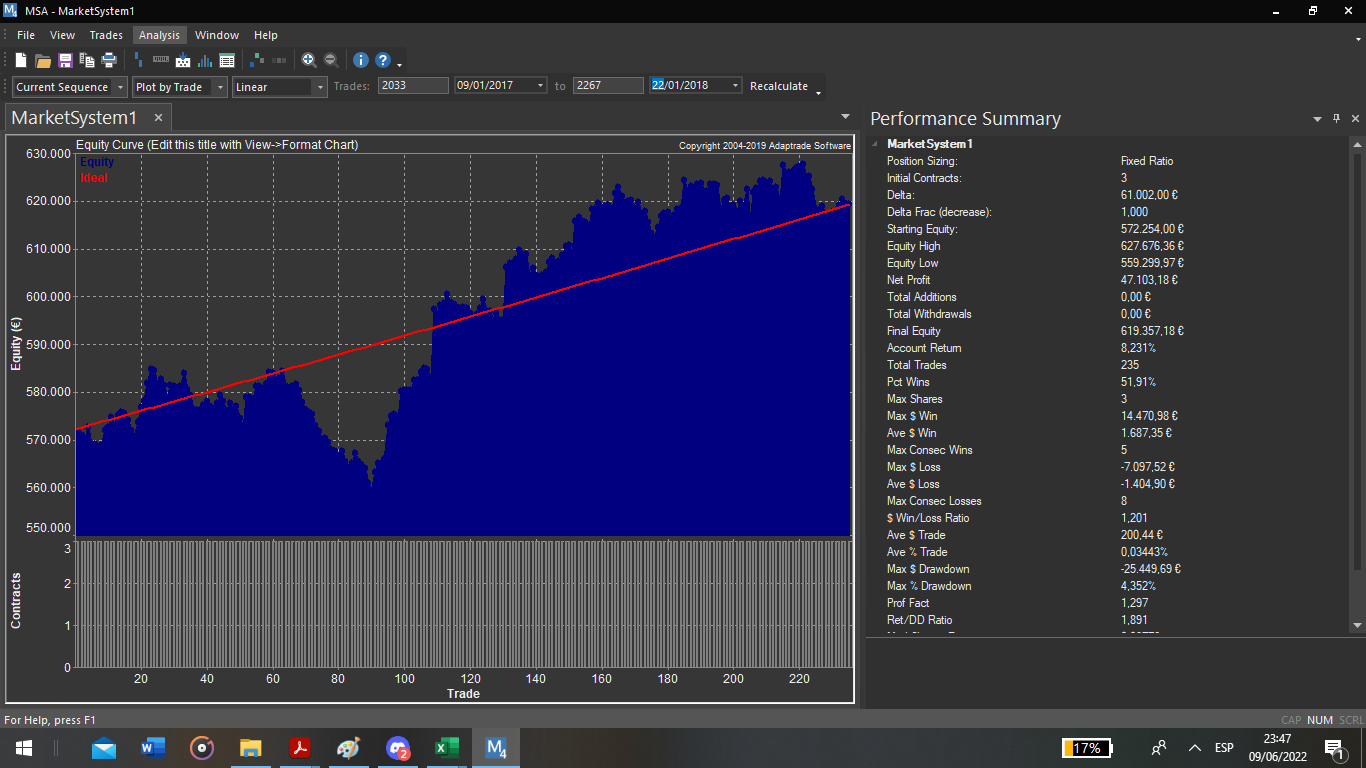 MSA - MarketSystem1
File View Trades Analysis Window Help
Current Sequence Plot by Trade Linear Trades: 2033 09/01/2017 to 2267 22/01/2018 Recalculate
MarketSystem1
Equity Curve (Edit this title with View->Format Chart) Copyright 2004-2019 Adaptrade Software
Equity
Ideal
630.000
620.000
610.000
600.000
590.000
580.000
570.000
560.000
550.000
Equity (€)
3
2
1
0
Contracts
20 40 60 80 100 120 140 160 180 200 220
Trade
Performance Summary
MarketSystem1
Position Sizing: Fixed Ratio
Initial Contracts: 3
Delta: 61.002,00 €
Delta Frac (decrease): 1,000
Starting Equity: 572.254,00 €
Equity High 627.676,36 €
Equity Low 559.299,97 €
Net Profit 47.103,18 €
Total Additions 0,00 €
Total Withdrawals 0,00 €
Final Equity 619.357,18 €
Account Return 8,231%
Total Trades 235
Pct Wins 51,91%
Max Shares 3
Max $ Win 14.470,98 €
Ave $ Win 1.687,35 €
Max Consec Wins 5
Max $ Loss -7.097,52 €
Ave $ Loss -1.404,90 €
Max Consec Losses 8
$ Win/Loss Ratio 1,201
Ave $ Trade 200,44 €
Ave % Trade 0,03443%
Max $ Drawdown -25.449,69 €
Max % Drawdown 4,352%
Prof Fact 1,297
Ret/DD Ratio 1,891
For Help, press F1
CAP NUM SCRL
2
17%
ESP
23:47
09/06/2022
1